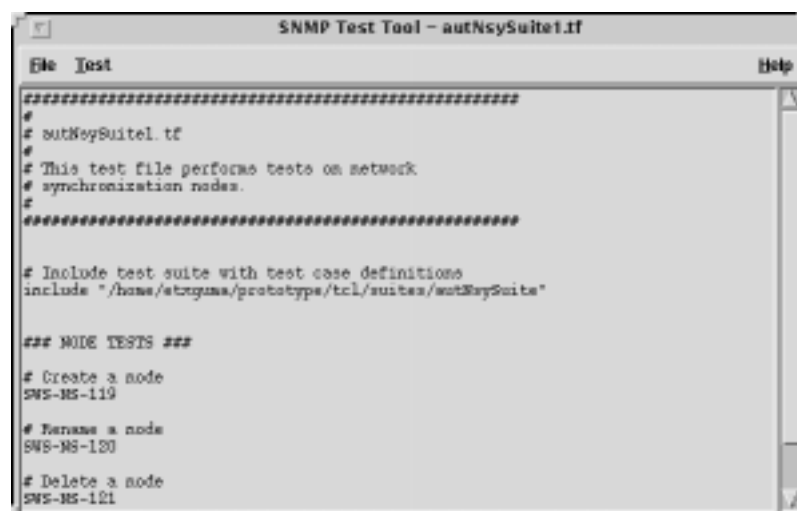 SNMP Test Tool - autNsySuite1.tf
File Test Help
#####################################################
#
# autNsySuite1.tf
#
# This test file performs tests on network
# synchronization nodes.
#
#####################################################
# Include test suite with test case definitions
include "/home/etxguma/prototype/tcl/suites/autNsySuite"
### NODE TESTS ###
# Create a node
SWS-NS-119
# Rename a node
SWS-NS-120
# Delete a node
SWS-NS-121